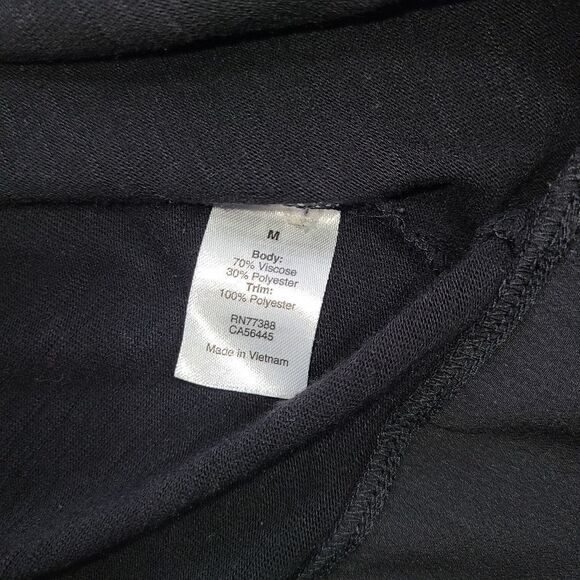 M
Body:
70% Viscose
30% Polyester
Trim:
100% Polyester
RN77388
CA56445
Made in Vietnam